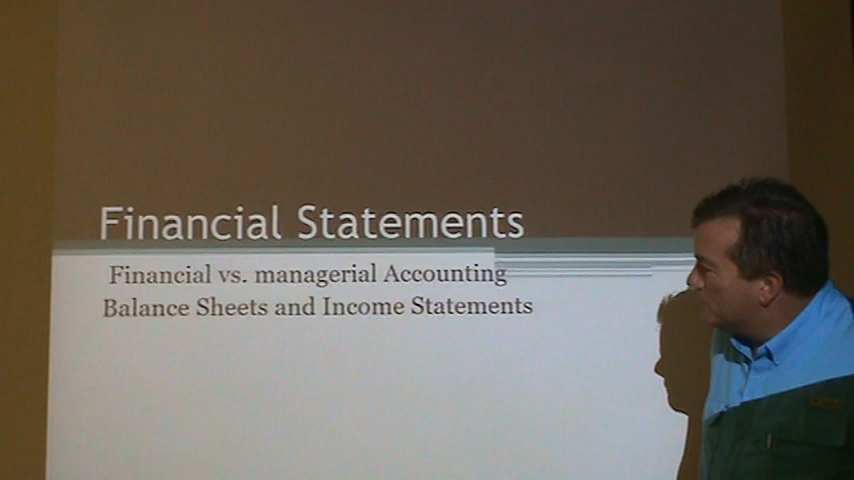 Financial Statements
Financial vs. managerial Accounting
Balance Sheets and Income Statements